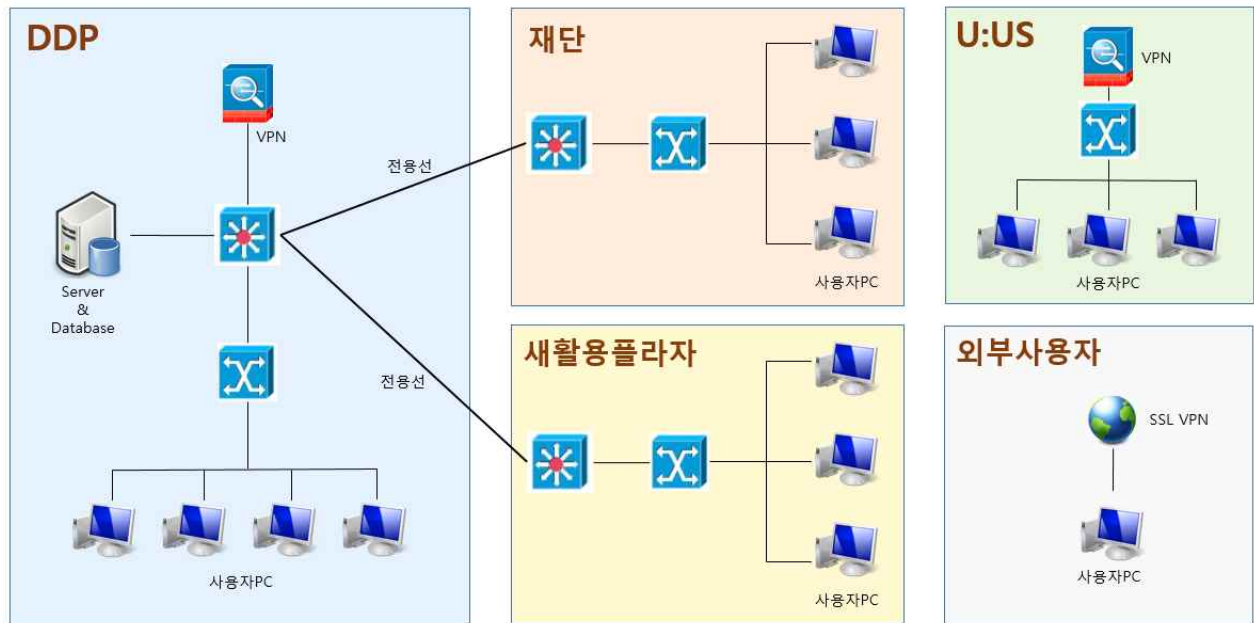 DDP
VPN
Server
&
Database
사용자PC
전용선
전용선
재단
사용자PC
새활용플라자
사용자PC
U:US
VPN
사용자PC
외부사용자
SSL VPN
사용자PC